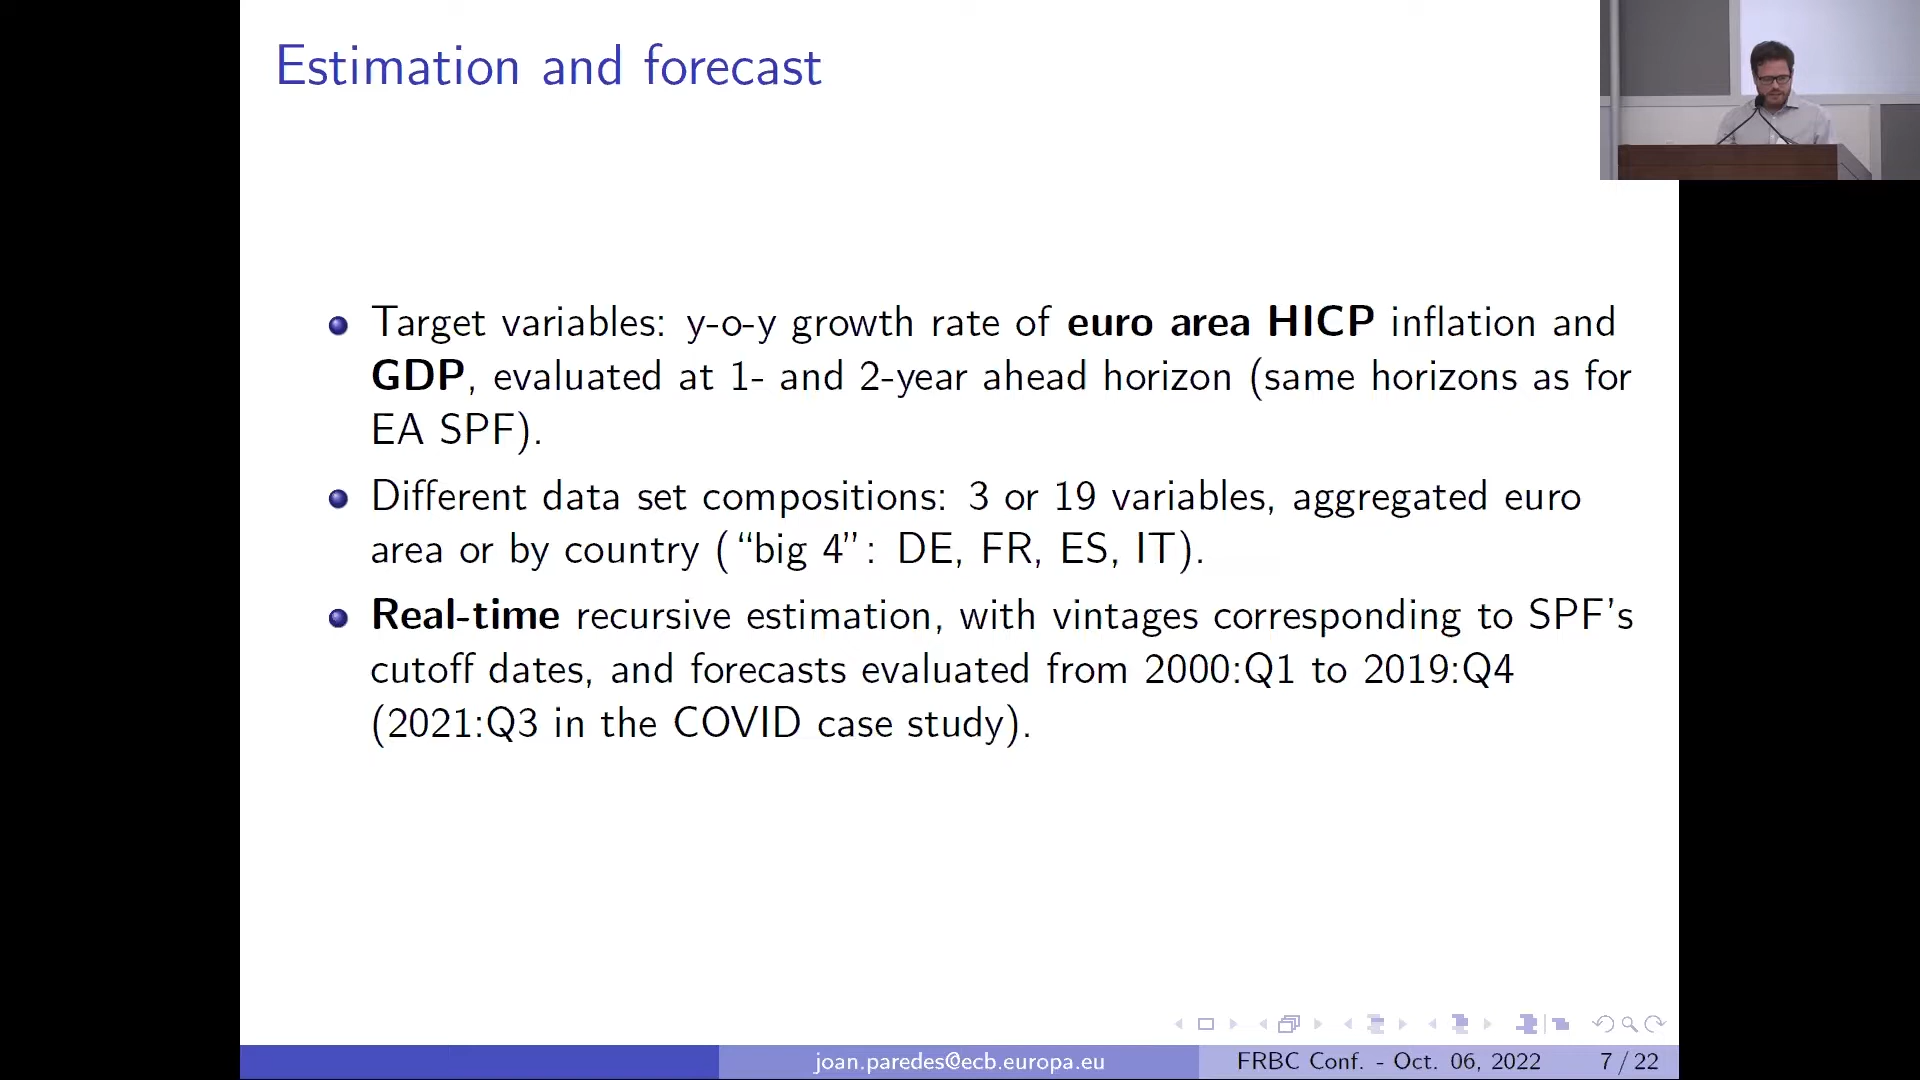 Estimation and forecast
Target variables: y-o-y growth rate of euro area HICP inflation and
GDP, evaluated at 1- and 2-year ahead horizon (same horizons as for
EA SPF).
Different data set compositions: 3 or 19 variables, aggregated euro
area or by country (“big 4”: DE, FR, ES, IT).
Real-time recursive estimation, with vintages corresponding to SPF’s
cutoff dates, and forecasts evaluated from 2000:Q1 to 2019:Q4
(2021:Q3 in the COVID case study).
joan.paredes@ecb.europa.eu FRBC Conf. - Oct. 06, 2022 7 / 22